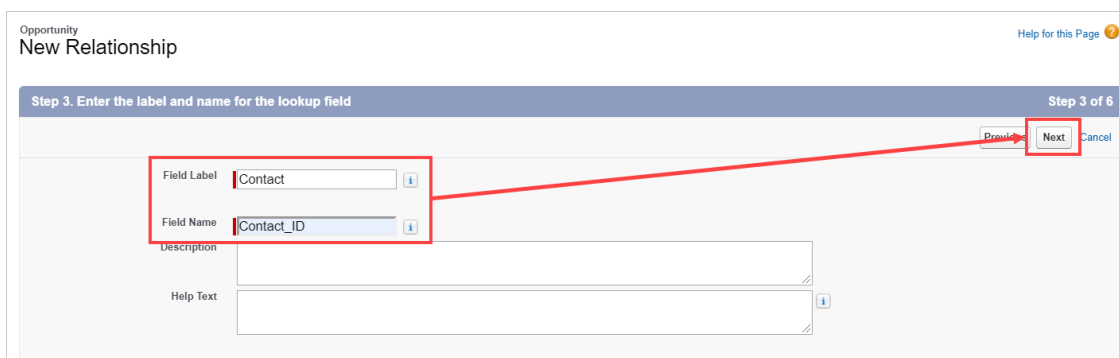 Opportunity
New Relationship
Help for this Page
Step 3. Enter the label and name for the lookup field
Step 3 of 6
Previous Next Cancel
Field Label Contact
Field Name Contact_ID
Description
Help Text